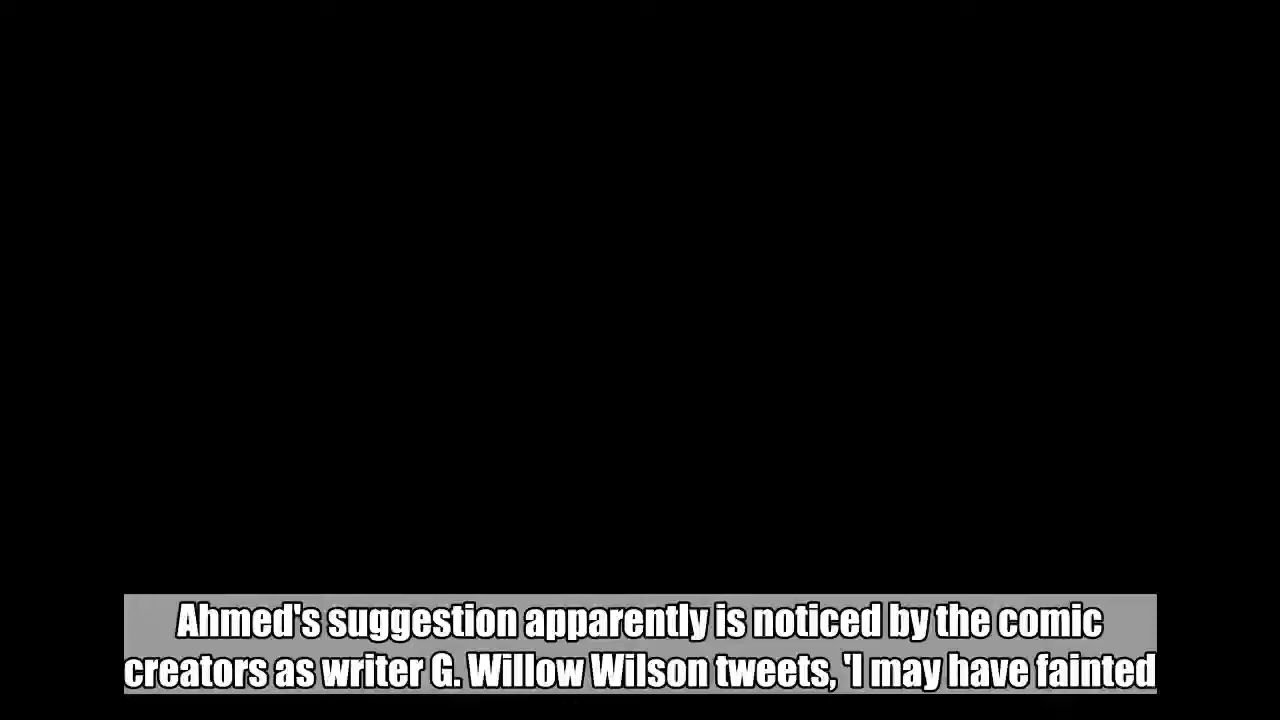 Ahmed's suggestion apparently is noticed by the comic
creators as writer G. Willow Wilson tweets, 'I may have fainted